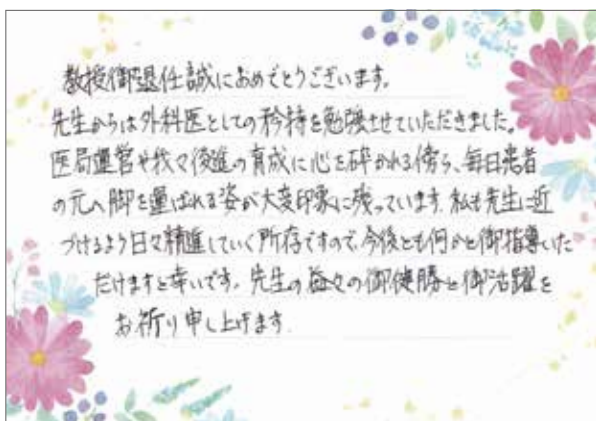 教授御退任誠におめでとうございます。
先生からは外科医としての矜持を勉強させていただきました。
医局運営や我々後進の育成に心を砕かれる傍ら、毎日患者
の元へ脚を運ばれる姿が大変印象に残っています。私も先生に近
づけるよう日々精進していく所存ですので、今後とも何かと御指導いた
だけますと幸いです。先生の益々の御健勝と御活躍を
お祈り申し上げます.